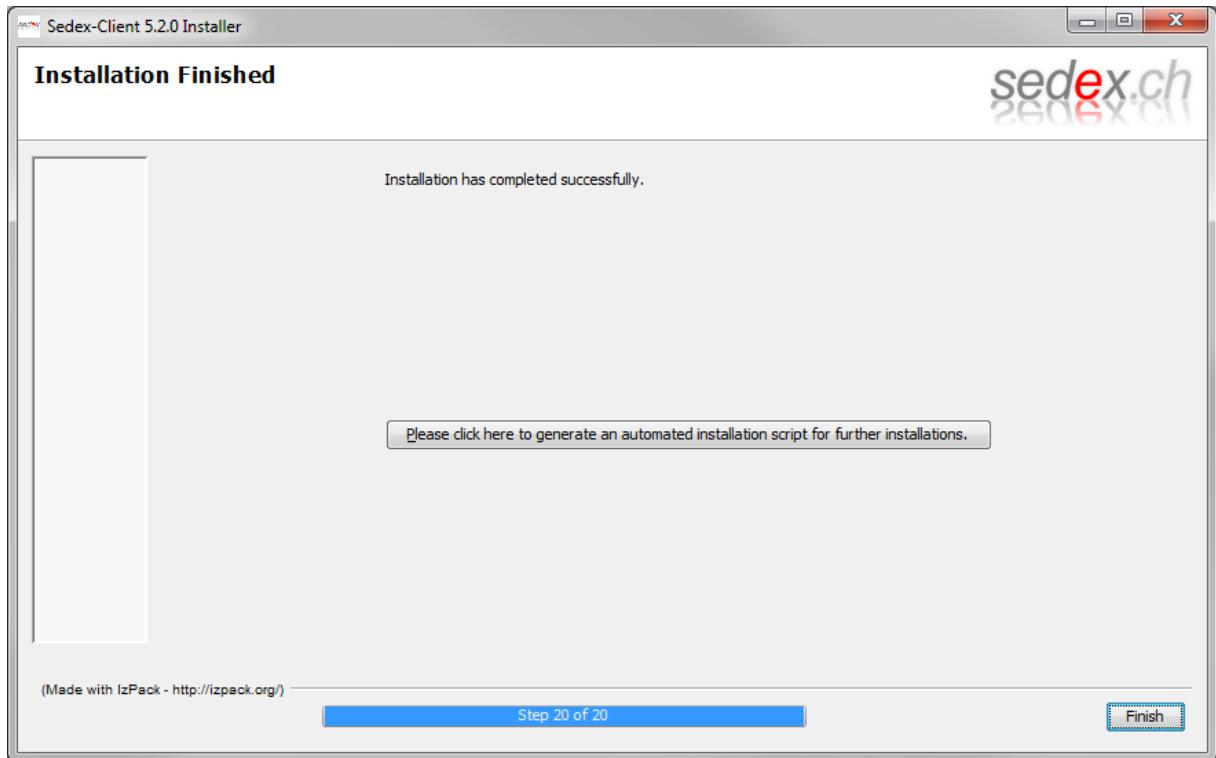 Sedex-Client 5.2.0 Installer
Installation Finished
sedex.ch
Installation has completed successfully.
Please click here to generate an automated installation script for further installations.
(Made with IzPack - http://izpack.org/)
Step 20 of 20
Finish